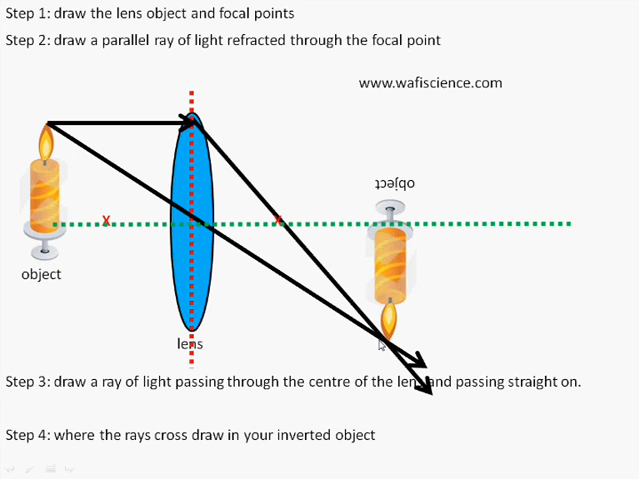 Step 1: draw the lens object and focal points
Step 2: draw a parallel ray of light refracted through the focal point
www.wafiscience.com
object
x
x
object
lens
Step 3: draw a ray of light passing through the centre of the lens and passing straight on.
Step 4: where the rays cross draw in your inverted object